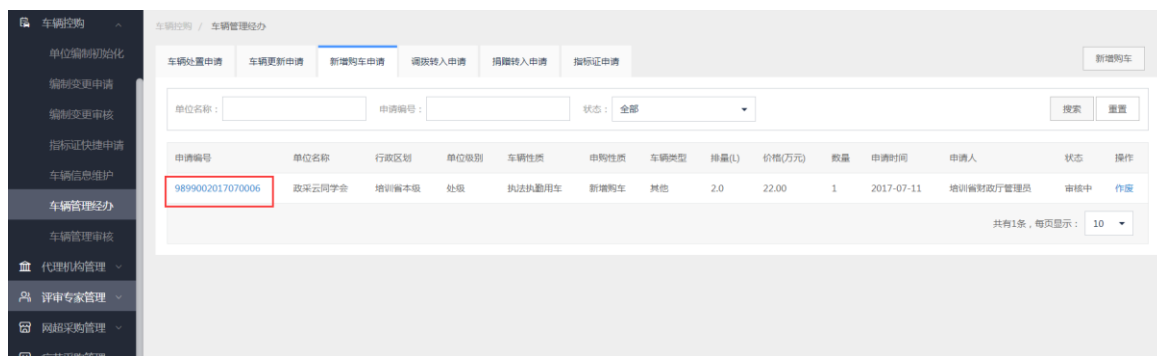 车辆控购
单位编制初始化
编制变更申请
编制变更审核
指标证快捷申请
车辆信息维护
车辆管理经办
车辆管理审核
代理机构管理
评审专家管理
网超采购管理
车辆控购 / 车辆管理经办
车辆处置申请 车辆更新申请 新增购车申请 调拨转入申请 捐赠转入申请 指标证申请 新增购车
单位名称： 申请编号： 状态： 全部 搜索 重置
申请编号 单位名称 行政区划 单位级别 车辆性质 申购性质 车辆类型 排量(L) 价格(万元) 数量 申请时间 申请人 状态 操作
9899002017070006 政采云同学会 培训省本级 处级 执法执勤用车 新增购车 其他 2.0 22.00 1 2017-07-11 培训省财政厅管理员 审核中 作废
共有1条，每页显示： 10